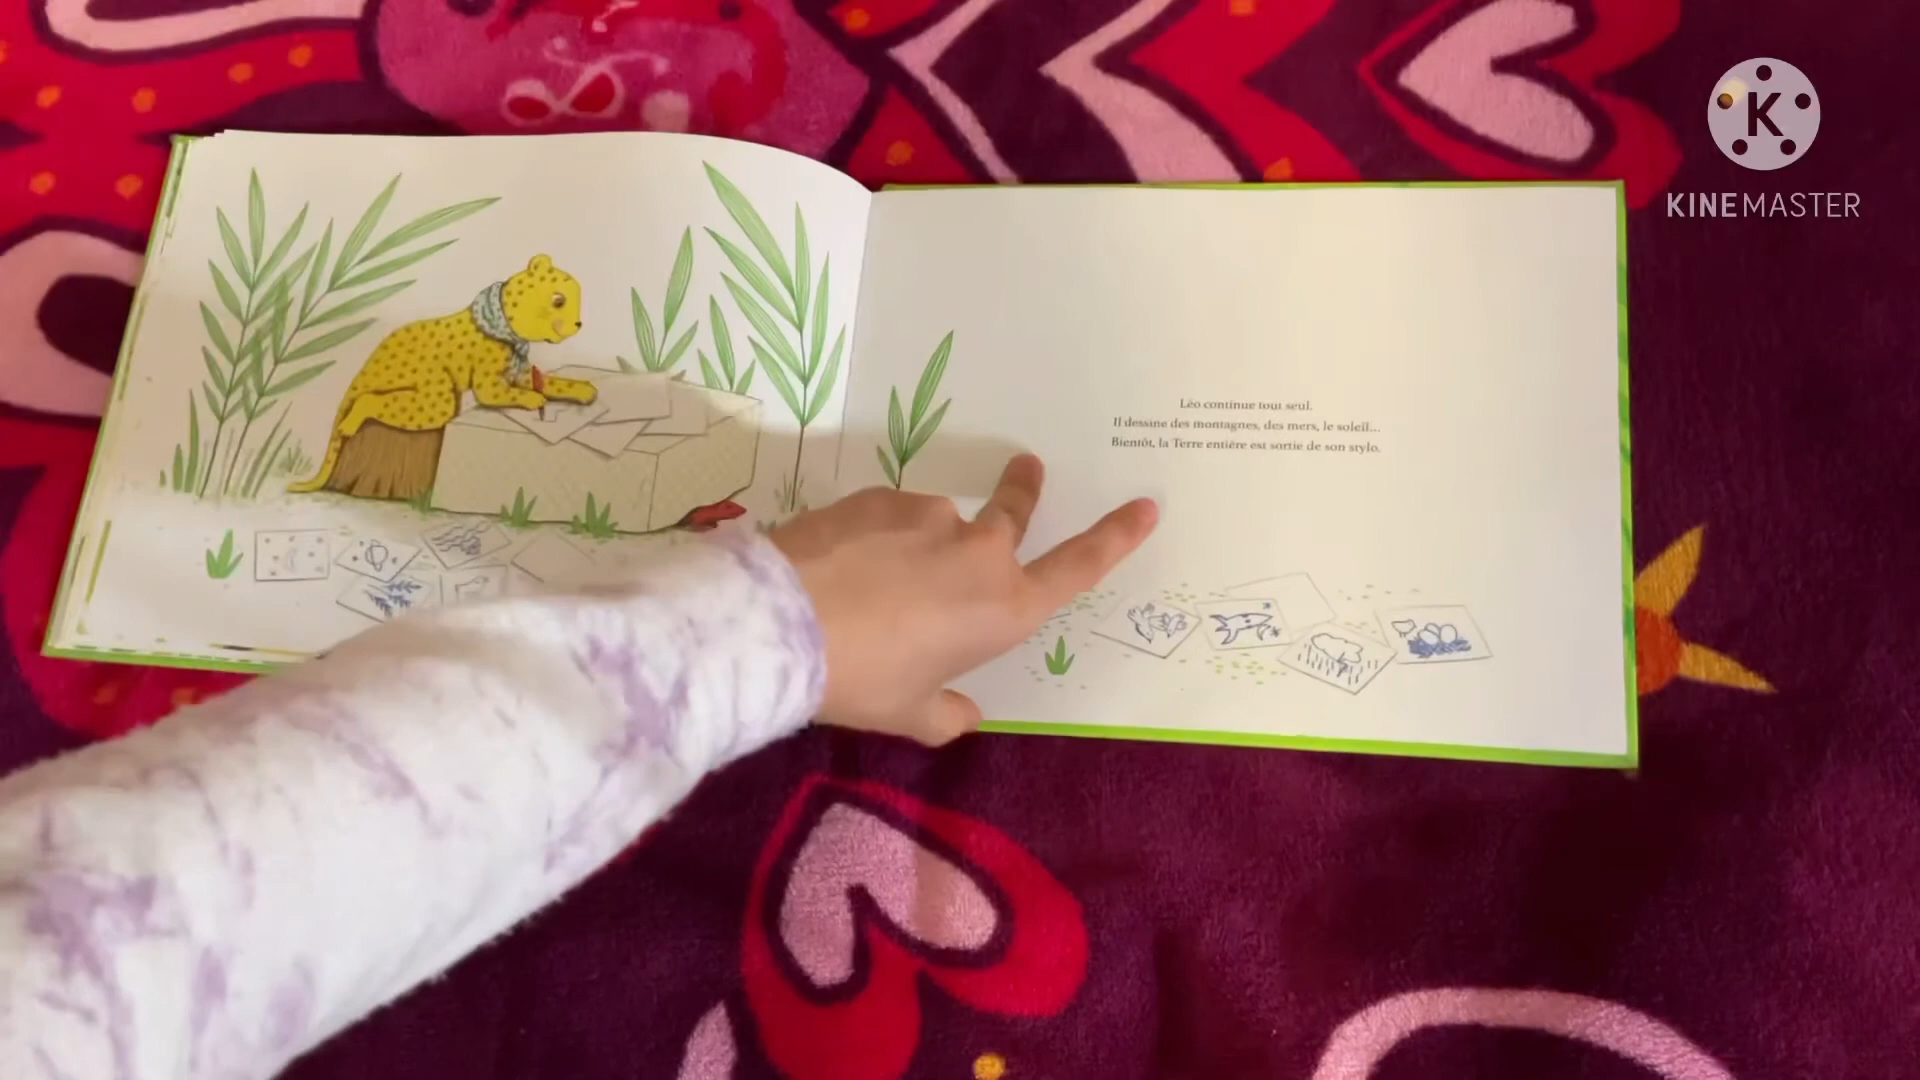 K
KINEMASTER
Léo continue tout seul.
Il dessine des montagnes, des mers, le soleil...
Bientôt, la Terre entière est sortie de son stylo.